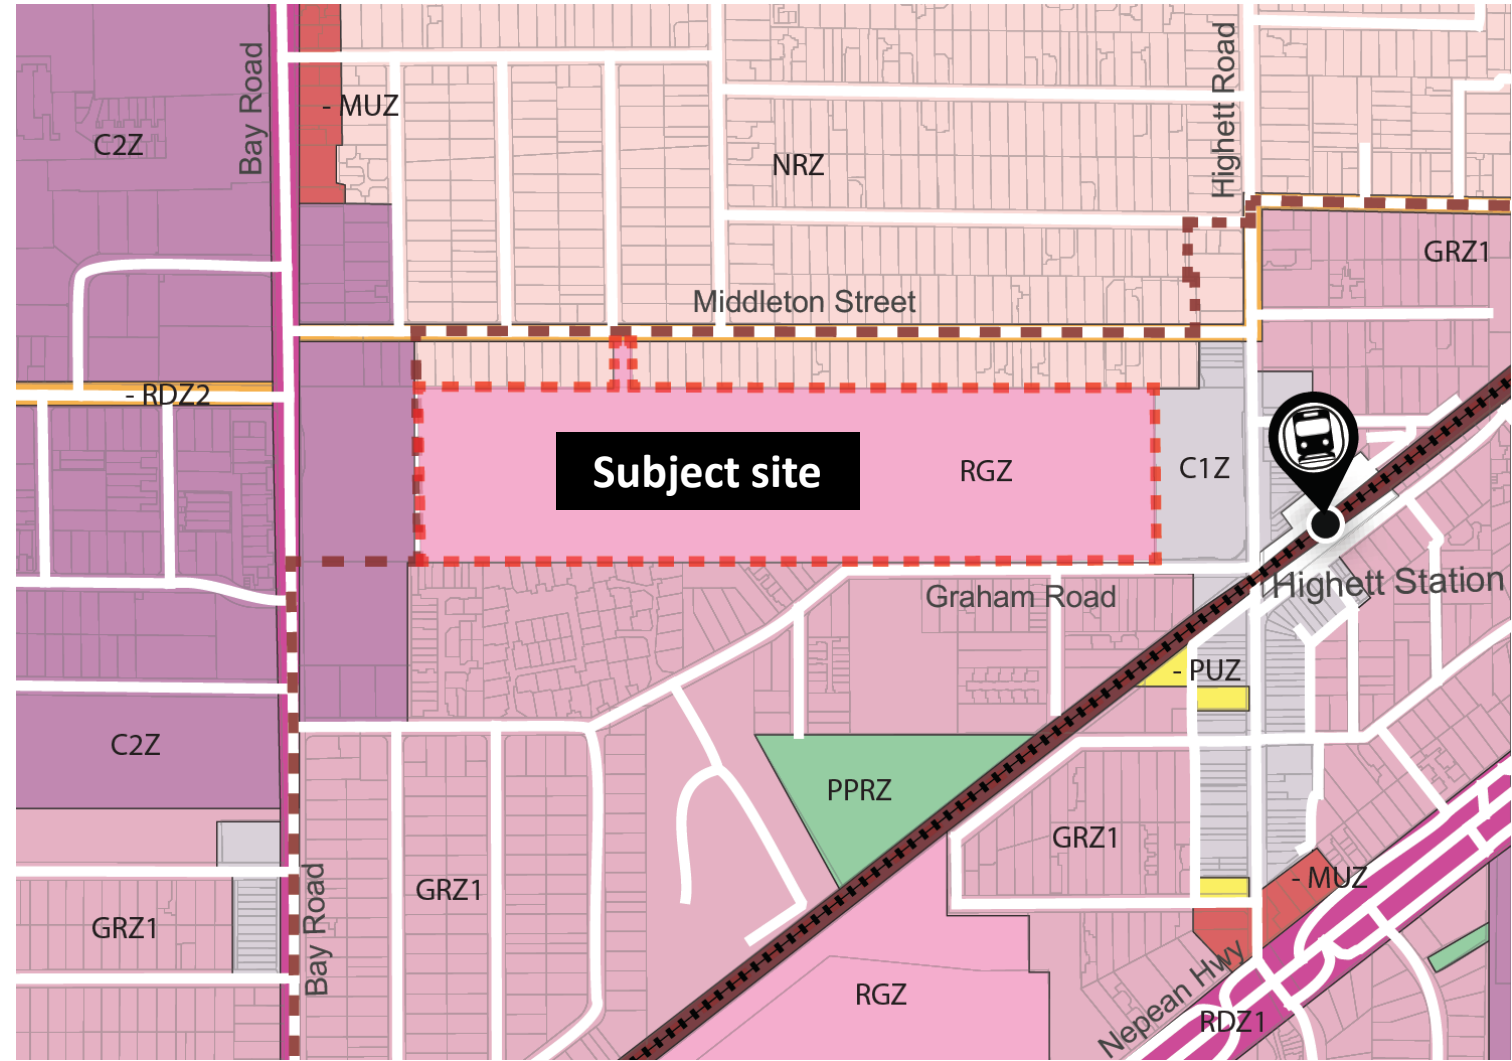 Bay Road
Highett Road
- MUZ
C2Z
NRZ
GRZ1
Middleton Street
- RDZ2
Subject site
RGZ
C1Z
Highett Station
Graham Road
- PUZ
C2Z
PPRZ
GRZ1
- MUZ
GRZ1
GRZ1
Bay Road
RGZ
Nepean Hwy
RDZ1